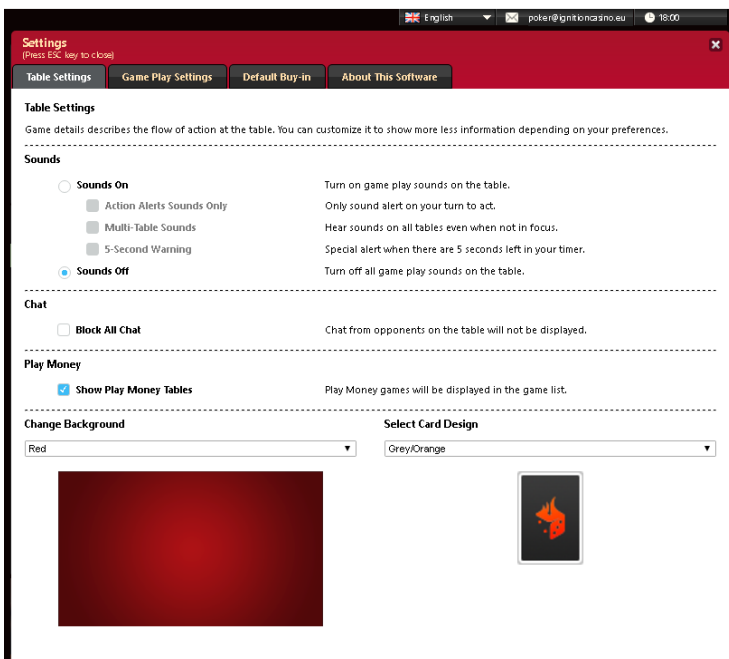 English poker@ignitioncasino.eu 18:00
Settings
(Press ESC key to close)
Table Settings Game Play Settings Default Buy-in About This Software
Table Settings
Game details describes the flow of action at the table. You can customize it to show more less information depending on your preferences.
Sounds
Sounds On Turn on game play sounds on the table.
Action Alerts Sounds Only Only sound alert on your turn to act.
Multi-Table Sounds Hear sounds on all tables even when not in focus.
5-Second Warning Special alert when there are 5 seconds left in your timer.
Sounds Off Turn off all game play sounds on the table.
Chat
Block All Chat Chat from opponents on the table will not be displayed.
Play Money
Show Play Money Tables Play Money games will be displayed in the game list.
Change Background Select Card Design
Red Grey/Orange